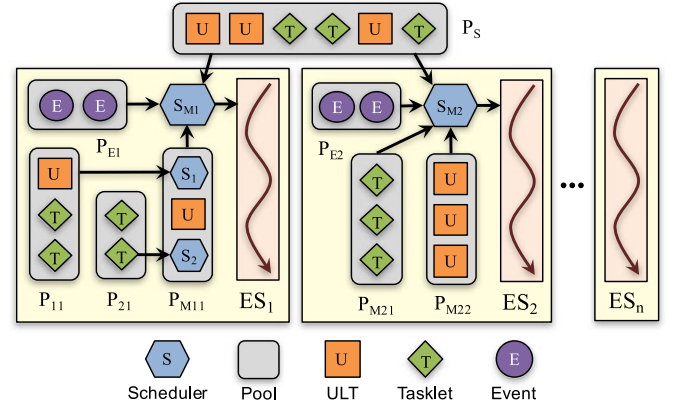 U U T T U T P_S
E E S_M1
P_E1
U S_1
T T U
T T S_2
P_11 P_21 P_M11 ES_1
E E S_M2
P_E2
T U
T U
T U
P_M21 P_M22 ES_2
...
ES_n
S U T E
Scheduler Pool ULT Tasklet Event